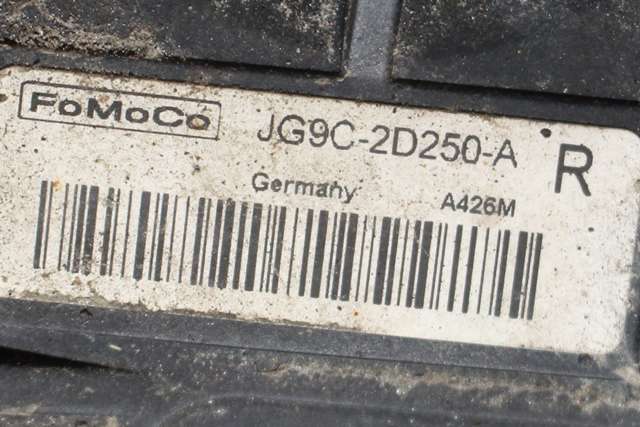 FoMoCo
JG9C-2D250-A R
Germany A426M